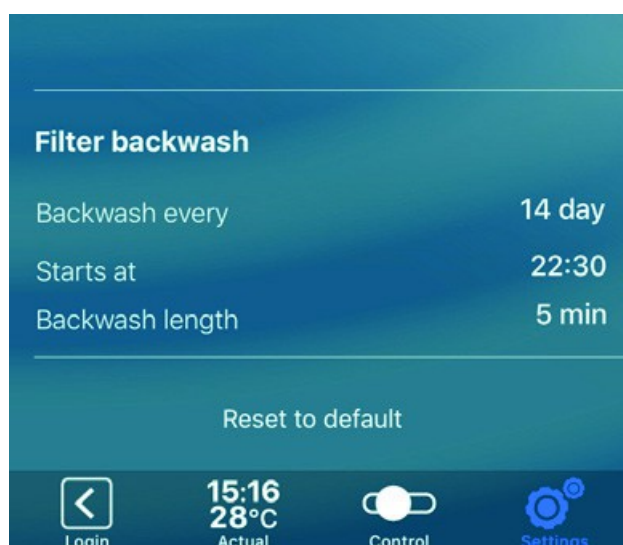 Filter backwash
Backwash every 14 day
Starts at 22:30
Backwash length 5 min
Reset to default
15:16
28°C
Login Actual Control Settings